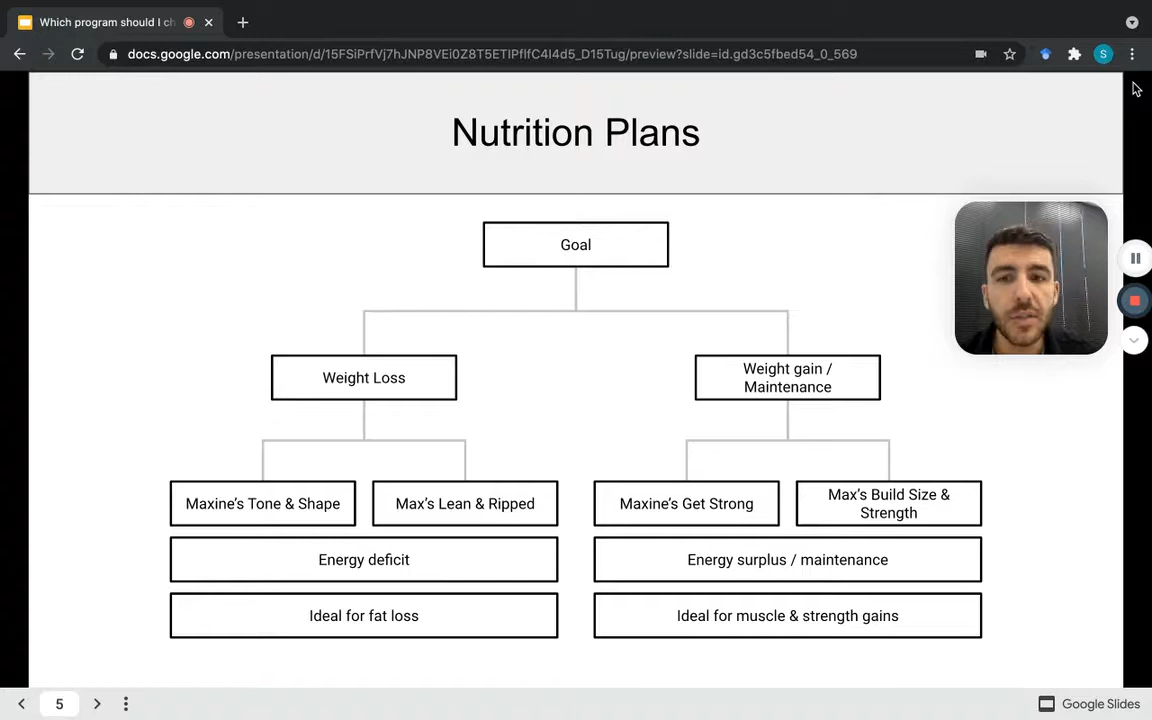 Which program should I ch
docs.google.com/presentation/d/15FSiPrfVj7hJNP8VEi0Z8T5ETIPflfC4I4d5_D15Tug/preview?slide=id.gd3c5fbed54_0_569
S
Nutrition Plans
Goal
Weight Loss
Weight gain /
Maintenance
Maxine's Tone & Shape
Max's Lean & Ripped
Maxine's Get Strong
Max's Build Size &
Strength
Energy deficit
Energy surplus / maintenance
Ideal for fat loss
Ideal for muscle & strength gains
5
Google Slides